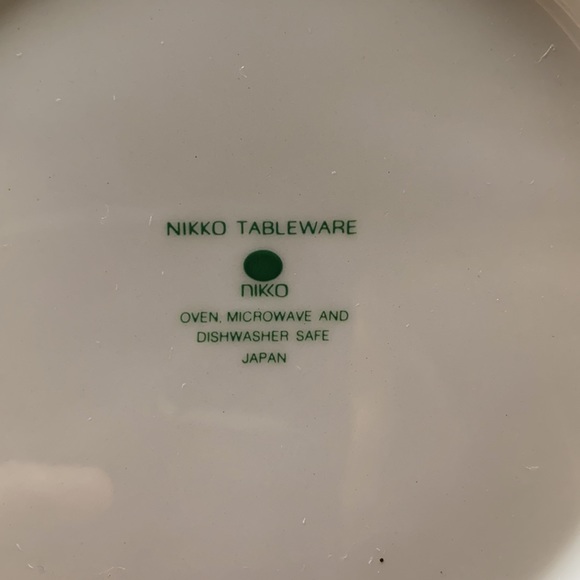 NIKKO TABLEWARE
nikko
OVEN, MICROWAVE AND
DISHWASHER SAFE
JAPAN